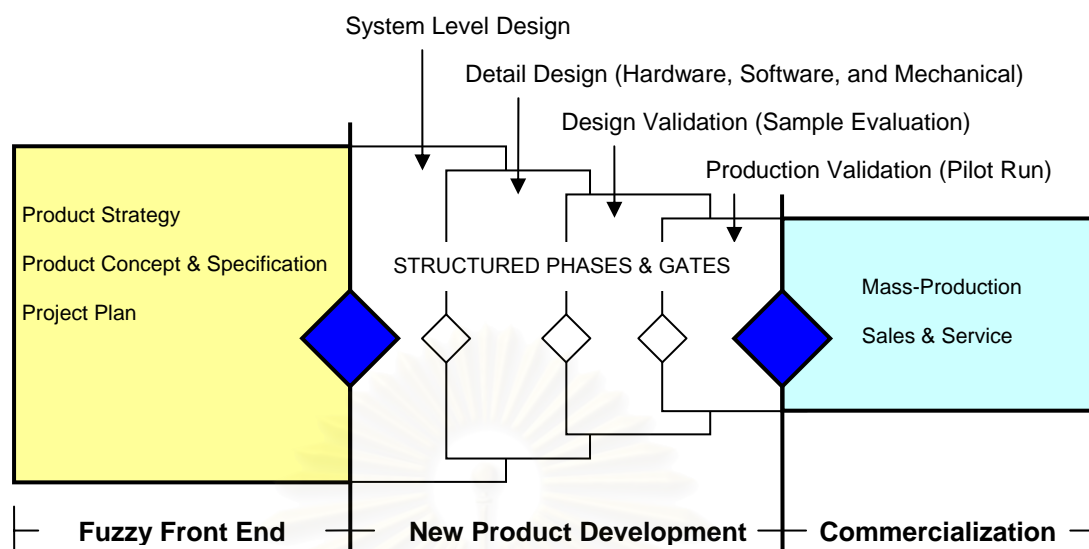 System Level Design
Detail Design (Hardware, Software, and Mechanical)
Design Validation (Sample Evaluation)
Production Validation (Pilot Run)
Product Strategy
Product Concept & Specification
Project Plan
STRUCTURED PHASES & GATES
Mass-Production
Sales & Service
Fuzzy Front End
New Product Development
Commercialization